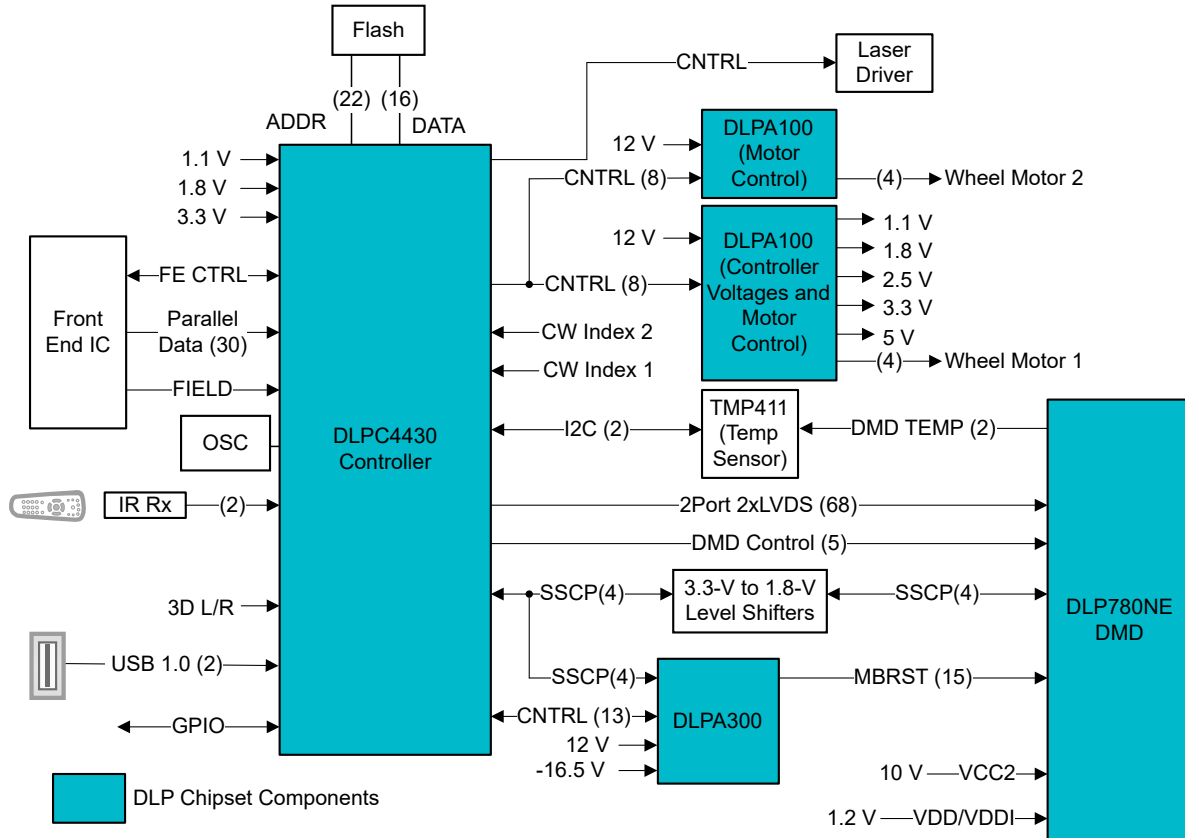 Flash
(22)
(16)
ADDR
DATA
CNTRL
Laser
Driver
1.1 V
1.8 V
3.3 V
12 V
CNTRL (8)
DLPA100
(Motor
Control)
(4)
Wheel Motor 2
12 V
CNTRL (8)
DLPA100
(Controller
Voltages and
Motor
Control)
1.1 V
1.8 V
2.5 V
3.3 V
5 V
(4)
Wheel Motor 1
Front
End IC
FE CTRL
Parallel
Data (30)
FIELD
CW Index 2
CW Index 1
OSC
DLPC4430
Controller
I2C (2)
TMP411
(Temp
Sensor)
DMD TEMP (2)
IR Rx
(2)
2Port 2xLVDS (68)
DMD Control (5)
3D L/R
SSCP(4)
3.3-V to 1.8-V
Level Shifters
SSCP(4)
DLP780NE
DMD
USB 1.0 (2)
SSCP(4)
DLPA300
MBRST (15)
GPIO
CNTRL (13)
12 V
-16.5 V
10 V
VCC2
1.2 V
VDD/VDDI
DLP Chipset Components